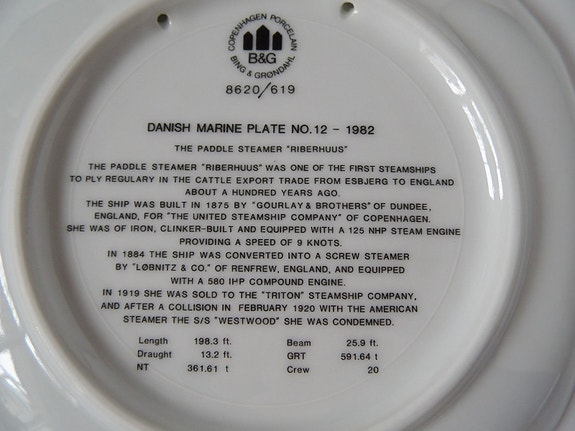 COPENHAGEN PORCELAIN
B&G
BING & GRØNDAHL
8620/619
DANISH MARINE PLATE NO.12 - 1982
THE PADDLE STEAMER "RIBERHUUS"
THE PADDLE STEAMER "RIBERHUUS" WAS ONE OF THE FIRST STEAMSHIPS
TO PLY REGULARY IN THE CATTLE EXPORT TRADE FROM ESBJERG TO ENGLAND
ABOUT A HUNDRED YEARS AGO.
THE SHIP WAS BUILT IN 1875 BY "GOURLAY & BROTHERS" OF DUNDEE,
ENGLAND, FOR "THE UNITED STEAMSHIP COMPANY" OF COPENHAGEN.
SHE WAS OF IRON, CLINKER-BUILT AND EQUIPPED WITH A 125 NHP STEAM ENGINE
PROVIDING A SPEED OF 9 KNOTS.
IN 1884 THE SHIP WAS CONVERTED INTO A SCREW STEAMER
BY "LØBNITZ & CO." OF RENFREW, ENGLAND, AND EQUIPPED
WITH A 580 IHP COMPOUND ENGINE.
IN 1919 SHE WAS SOLD TO THE "TRITON" STEAMSHIP COMPANY,
AND AFTER A COLLISION IN FEBRUARY 1920 WITH THE AMERICAN
STEAMER THE S/S "WESTWOOD" SHE WAS CONDEMNED.
Length 198.3 ft. Beam 25.9 ft.
Draught 13.2 ft. GRT 591.64 t
NT 361.61 t Crew 20